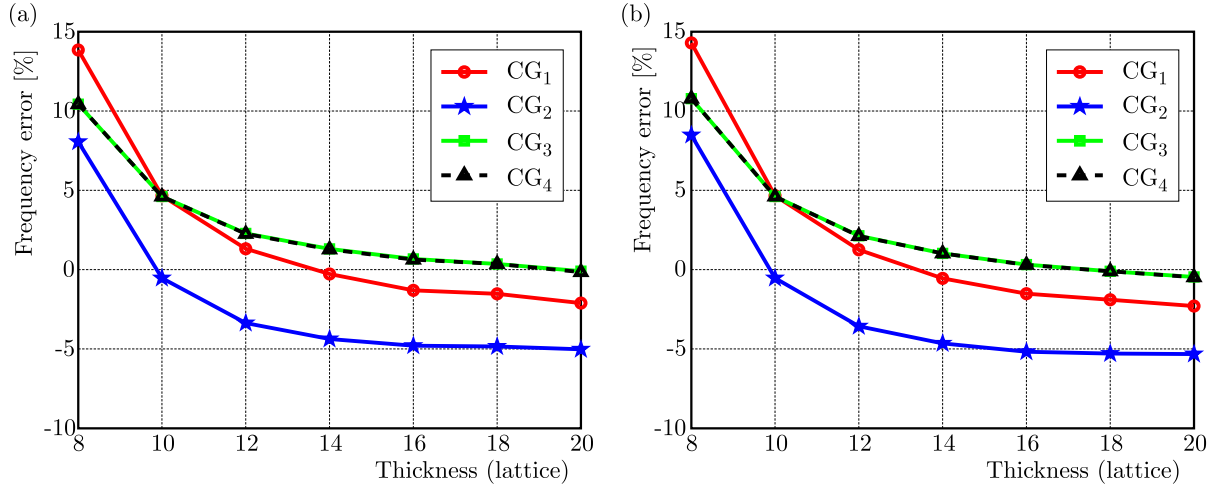 (a)
Frequency error [%]
15
10
5
0
-5
-10
8 10 12 14 16 18 20
Thickness (lattice)
CG1
CG2
CG3
CG4
(b)
Frequency error [%]
15
10
5
0
-5
-10
8 10 12 14 16 18 20
Thickness (lattice)
CG1
CG2
CG3
CG4